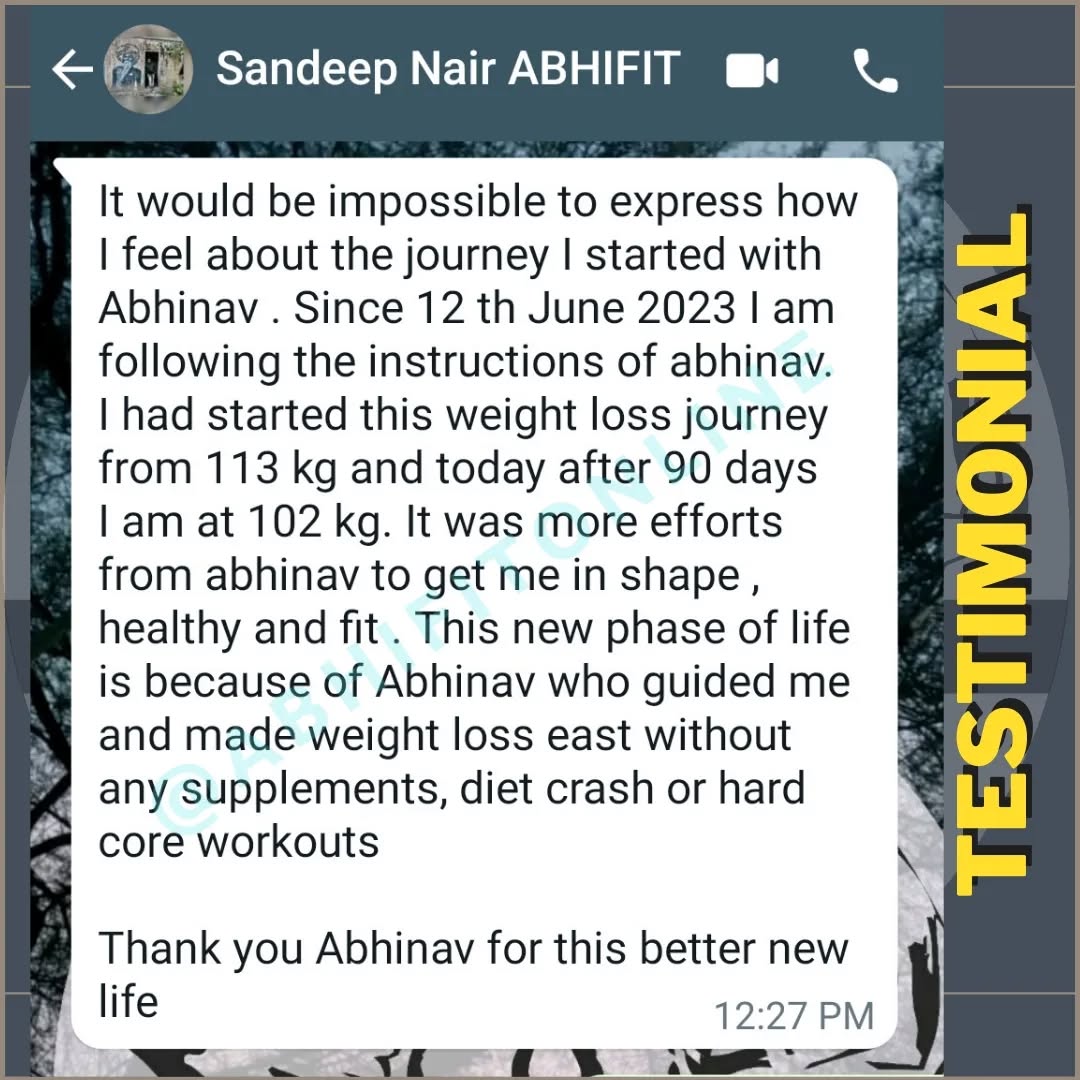 Sandeep Nair ABHIFIT
It would be impossible to express how
I feel about the journey I started with
Abhinav . Since 12 th June 2023 I am
following the instructions of abhinav.
I had started this weight loss journey
from 113 kg and today after 90 days
I am at 102 kg. It was more efforts
from abhinav to get me in shape ,
healthy and fit . This new phase of life
is because of Abhinav who guided me
and made weight loss east without
any supplements, diet crash or hard
core workouts
Thank you Abhinav for this better new
life
12:27 PM
@ABHIFITONLINE
TESTIMONIAL